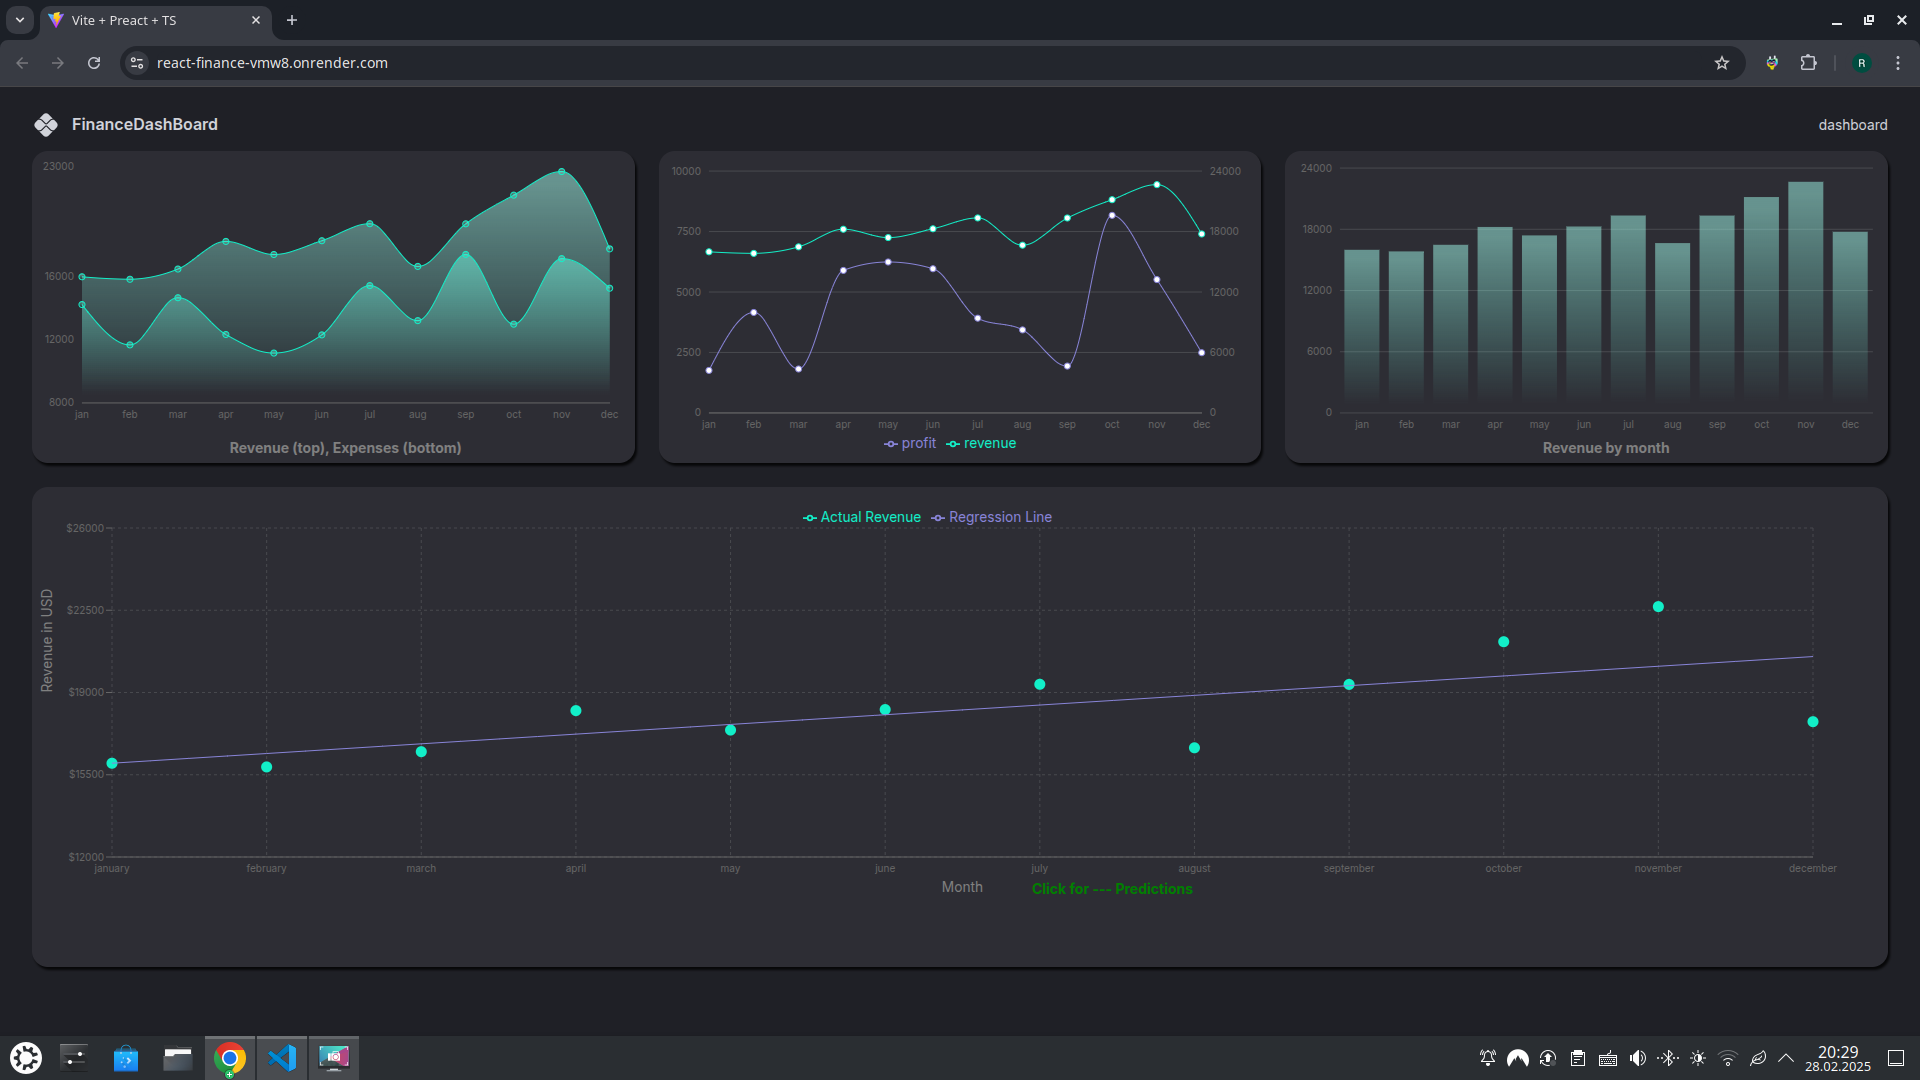 Vite + Preact + TS
react-finance-vmw8.onrender.com
R
FinanceDashBoard
dashboard
23000
16000
12000
8000
jan feb mar apr may jun jul aug sep oct nov dec
Revenue (top), Expenses (bottom)
10000 24000
7500 18000
5000 12000
2500 6000
0 0
jan feb mar apr may jun jul aug sep oct nov dec
profit revenue
24000
18000
12000
6000
0
jan feb mar apr may jun jul aug sep oct nov dec
Revenue by month
Actual Revenue Regression Line
Revenue in USD
$26000
$22500
$19000
$15500
$12000
january february march april may june july august september october november december
Month
Click for --- Predictions
20:29
28.02.2025